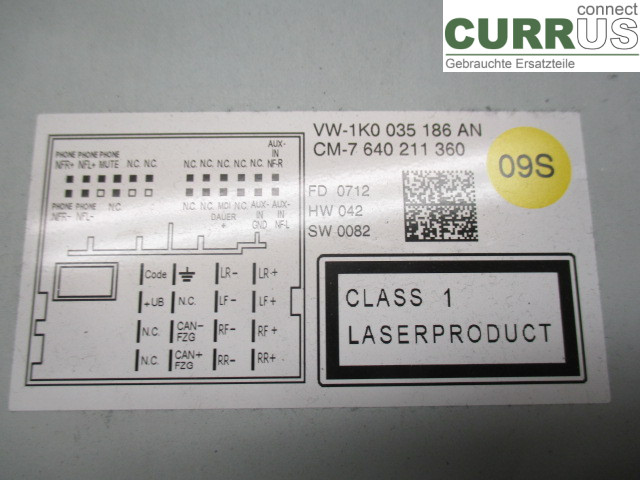 connect
CURRUS
Gebrauchte Ersatzteile
VW-1K0 035 186 AN
CM-7 640 211 360
09S
FD 0712
HW 042
SW 0082
CLASS 1
LASERPRODUCT
PHONE PHONE PHONE AUX-
NFR+ NFL+ MUTE N.C. N.C. N.C. N.C. N.C. N.C. N.C. IN
NF-R
PHONE PHONE N.C. N.C. N.C. MDI N.C. AUX- AUX-
NFR- NFL- DAUER IN IN
+ GND NF-L
Code LR- LR+
+UB N.C. LF- LF+
N.C. CAN- RF- RF+
FZG
N.C. CAN+ RR- RR+
FZG